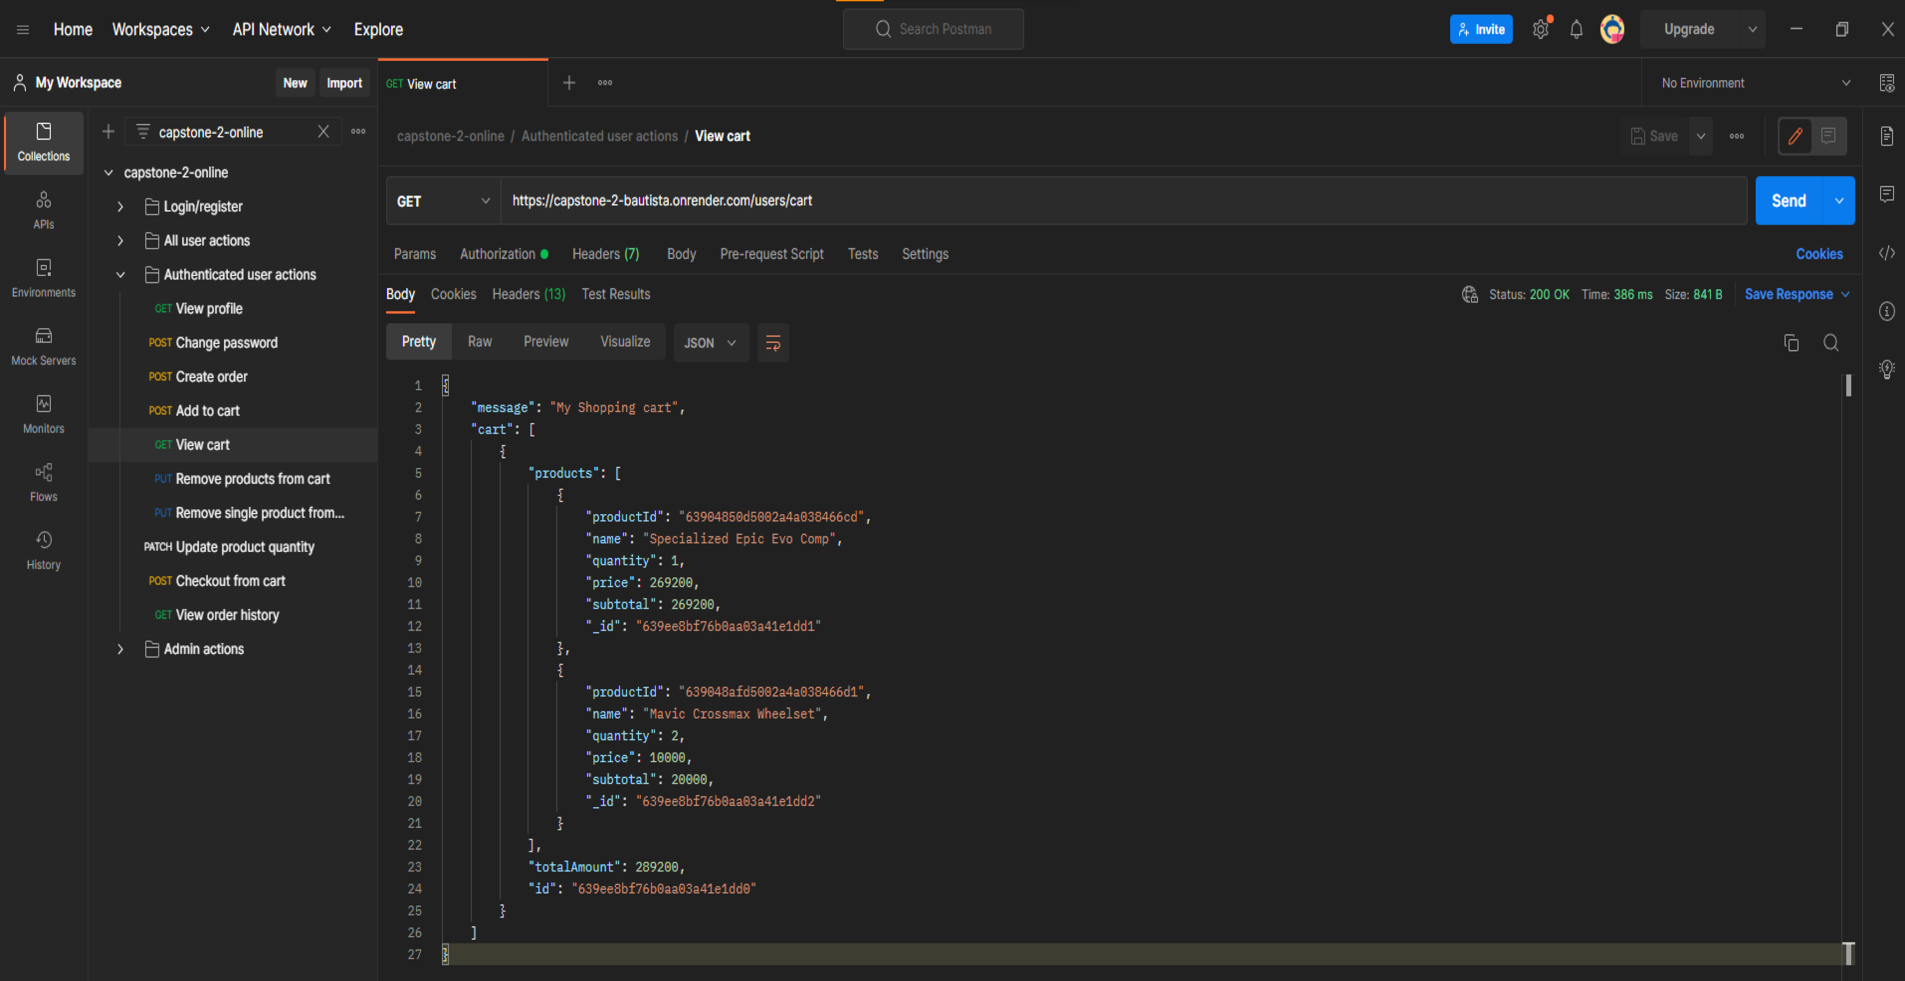 Home Workspaces API Network Explore Search Postman Invite Upgrade
My Workspace New Import GET View cart No Environment
capstone-2-online
capstone-2-online / Authenticated user actions / View cart Save
Collections
capstone-2-online
Login/register
All user actions
Authenticated user actions
GET View profile
POST Change password
POST Create order
POST Add to cart
GET View cart
PUT Remove products from cart
PUT Remove single product from...
PATCH Update product quantity
POST Checkout from cart
GET View order history
Admin actions
APIs
Environments
Mock Servers
Monitors
Flows
History
GET https://capstone-2-bautista.onrender.com/users/cart Send
Params Authorization Headers (7) Body Pre-request Script Tests Settings Cookies
Body Cookies Headers (13) Test Results Status: 200 OK Time: 386 ms Size: 841 B Save Response
Pretty Raw Preview Visualize JSON
1 {
2 "message": "My Shopping cart",
3 "cart": [
4 {
5 "products": [
6 {
7 "productId": "63904850d5002a4a038466cd",
8 "name": "Specialized Epic Evo Comp",
9 "quantity": 1,
10 "price": 269200,
11 "subtotal": 269200,
12 "_id": "639ee8bf76b0aa03a41e1dd1"
13 },
14 {
15 "productId": "639048afd5002a4a038466d1",
16 "name": "Mavic Crossmax Wheelset",
17 "quantity": 2,
18 "price": 10000,
19 "subtotal": 20000,
20 "_id": "639ee8bf76b0aa03a41e1dd2"
21 }
22 ],
23 "totalAmount": 289200,
24 "id": "639ee8bf76b0aa03a41e1dd0"
25 }
26 ]
27 }